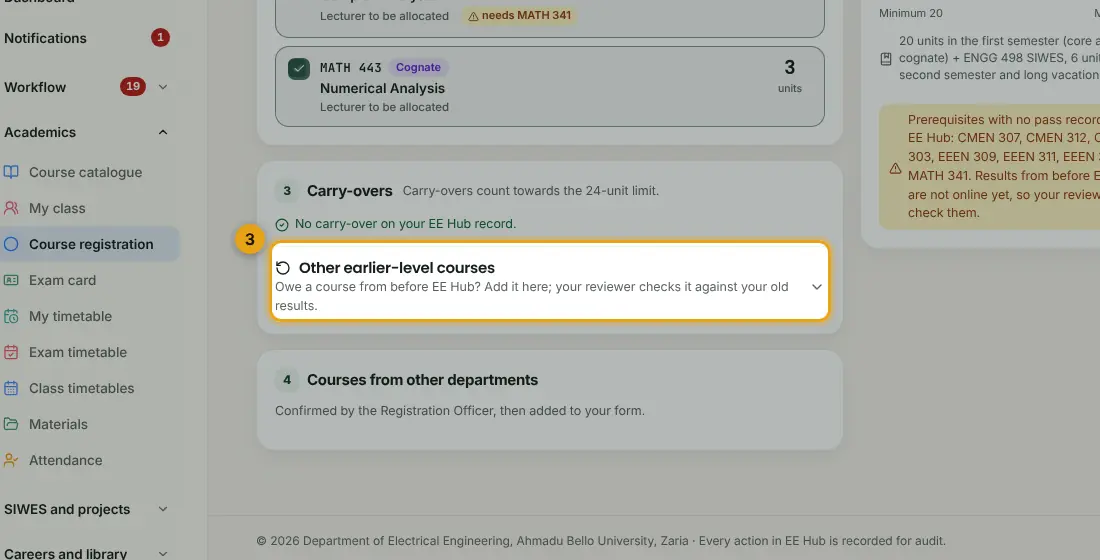 Notifications
1
Workflow
19
Academics
Course catalogue
My class
Course registration
Exam card
My timetable
Exam timetable
Class timetables
Materials
Attendance
SIWES and projects
Careers and library
Lecturer to be allocated
needs MATH 341
MATH 443 Cognate
Numerical Analysis
Lecturer to be allocated
3
units
3 Carry-overs Carry-overs count towards the 24-unit limit.
No carry-over on your EE Hub record.
3
Other earlier-level courses
Owe a course from before EE Hub? Add it here; your reviewer checks it against your old
results.
4 Courses from other departments
Confirmed by the Registration Officer, then added to your form.
Minimum 20
20 units in the first semester (core a
cognate) + ENGG 498 SIWES, 6 uni
second semester and long vacation
Prerequisites with no pass record
EE Hub: CMEN 307, CMEN 312, C
303, EEEN 309, EEEN 311, EEEN
MATH 341. Results from before E
are not online yet, so your review
check them.
© 2026 Department of Electrical Engineering, Ahmadu Bello University, Zaria · Every action in EE Hub is recorded for audit.